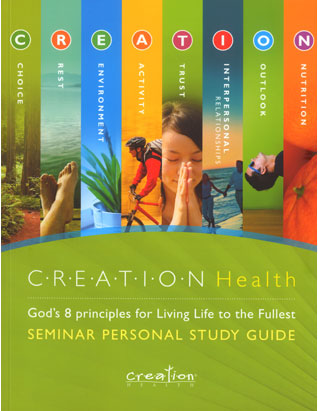 C R E A T I O N
CHOICE
REST
ENVIRONMENT
ACTIVITY
TRUST
INTERPERSONAL
RELATIONSHIPS
OUTLOOK
NUTRITION
C·R·E·A·T·I·O·N Health
God's 8 principles for Living Life to the Fullest
SEMINAR PERSONAL STUDY GUIDE
creation
HEALTH